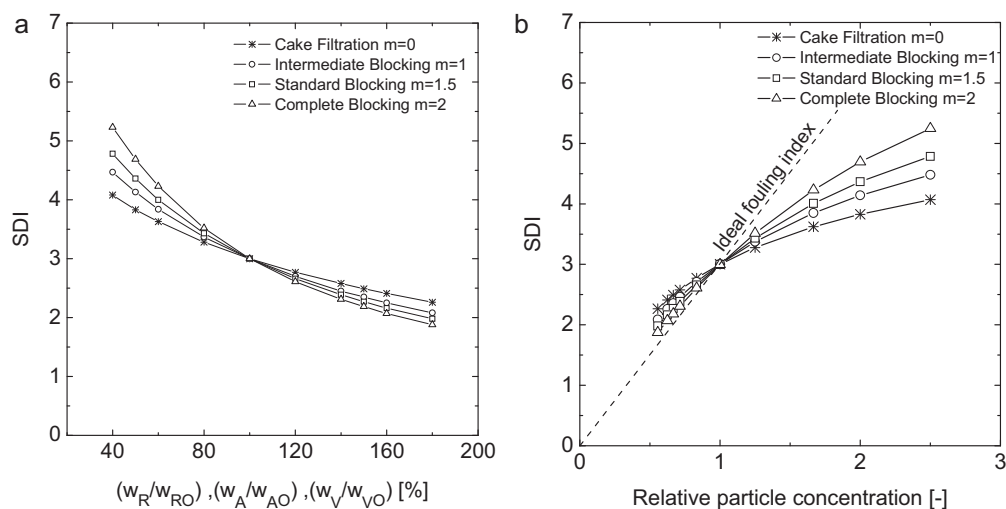 a
7
6
5
4
3
2
1
0
SDI
Cake Filtration m=0
Intermediate Blocking m=1
Standard Blocking m=1.5
Complete Blocking m=2
40 80 120 160 200
(w_R/w_RO) ,(w_A/w_AO) ,(w_V/w_VO) [%]
b
7
6
5
4
3
2
1
0
SDI
Cake Filtration m=0
Intermediate Blocking m=1
Standard Blocking m=1.5
Complete Blocking m=2
Ideal fouling index
0 1 2 3
Relative particle concentration [-]